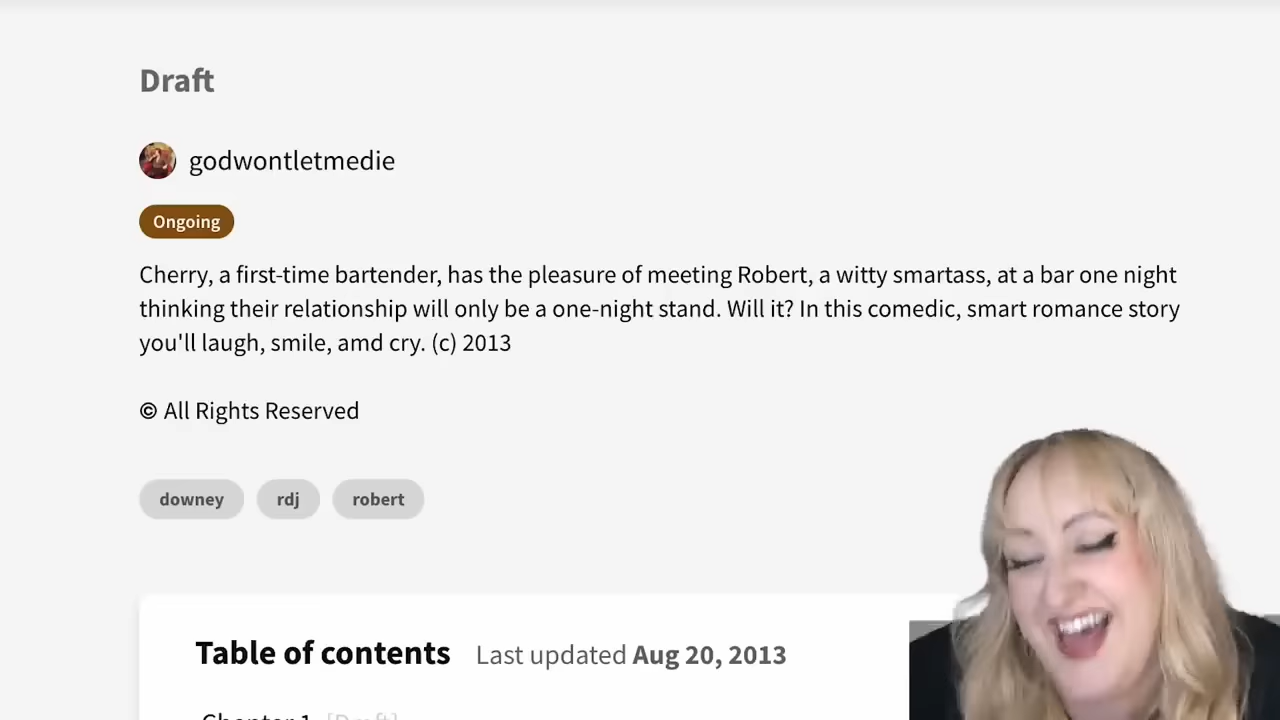 Draft
godwontletmedie
Ongoing
Cherry, a first-time bartender, has the pleasure of meeting Robert, a witty smartass, at a bar one night
thinking their relationship will only be a one-night stand. Will it? In this comedic, smart romance story
you'll laugh, smile, amd cry. (c) 2013
© All Rights Reserved
downey rdj robert
Table of contents Last updated Aug 20, 2013
Chapter 1 [Draft]